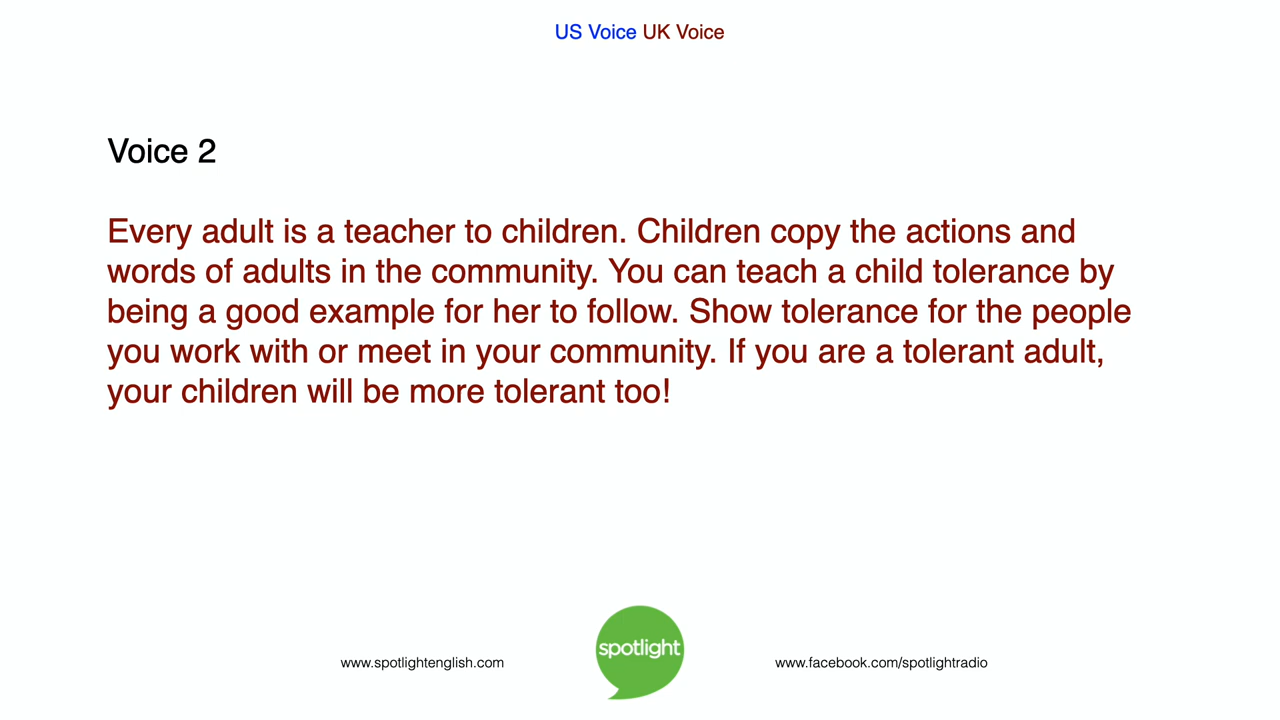 US Voice UK Voice
Voice 2
Every adult is a teacher to children. Children copy the actions and
words of adults in the community. You can teach a child tolerance by
being a good example for her to follow. Show tolerance for the people
you work with or meet in your community. If you are a tolerant adult,
your children will be more tolerant too!
www.spotlightenglish.com
spotlight
www.facebook.com/spotlightradio